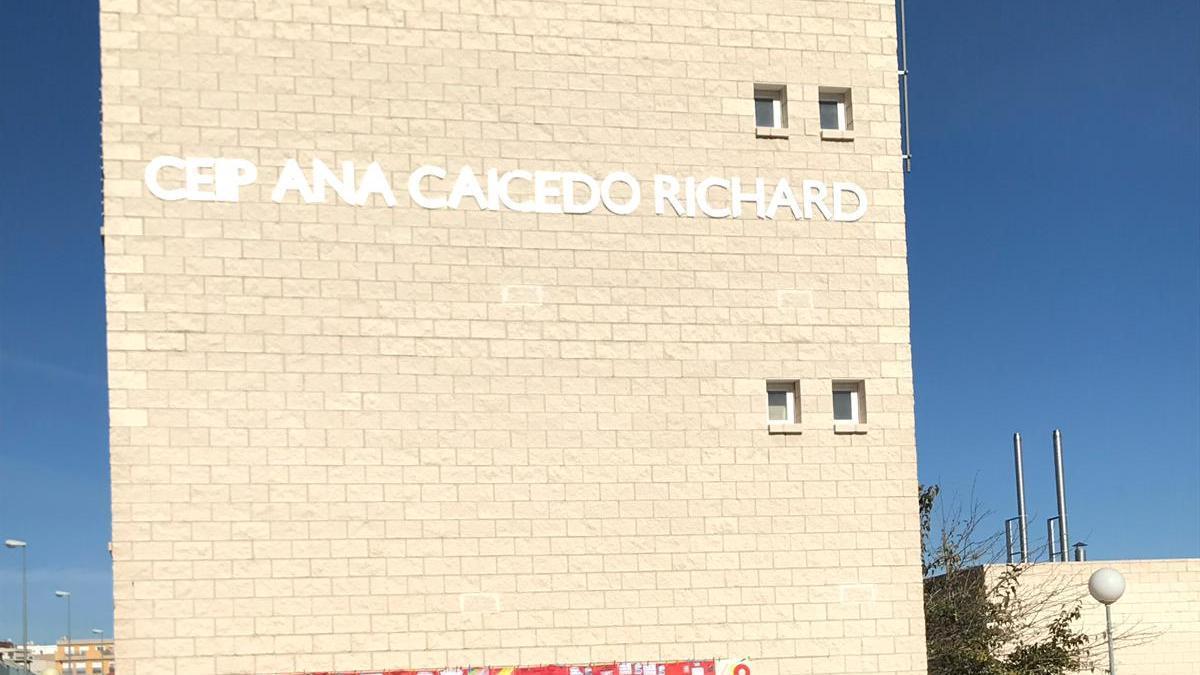 CEIP ANA CAICEDO RICHARD